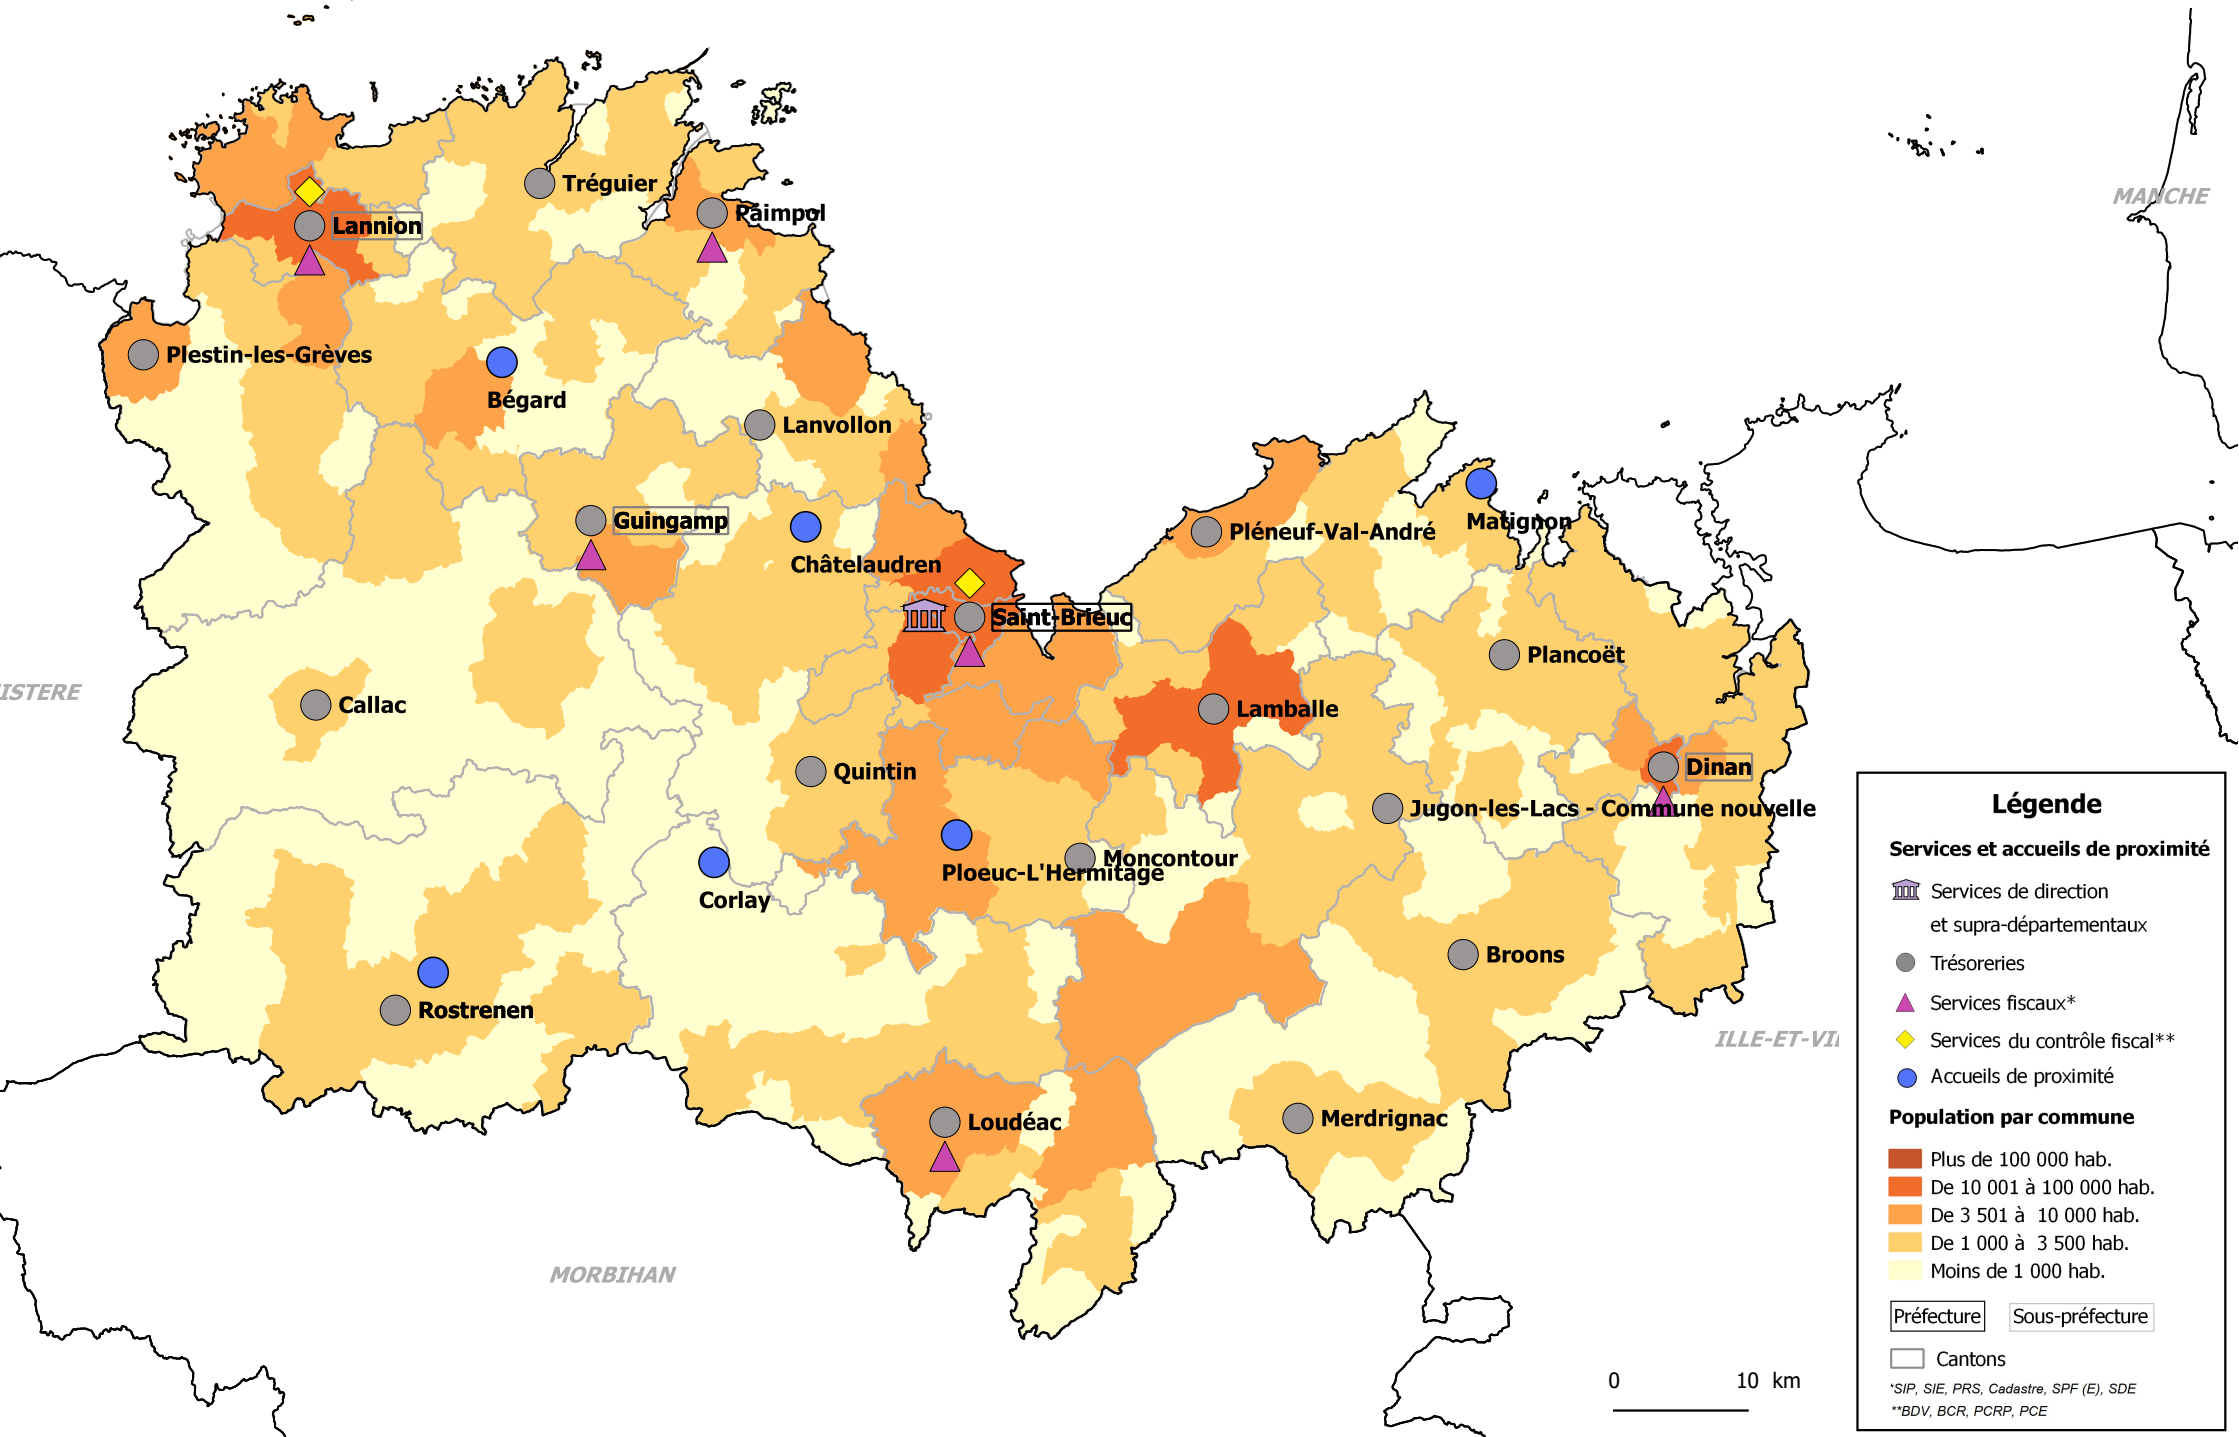 Tréguier
MANCHE
Paimpol
Lannion
Plestin-les-Grèves
Bégard
Lanvollon
Guingamp
Matignon
Pléneuf-Val-André
Châtelaudren
Saint-Brieuc
Plancoët
ISTERE
Callac
Lamballe
Quintin
Dinan
Jugon-les-Lacs - Commune nouvelle
Moncontour
Ploeuc-L'Hermitage
Corlay
Broons
Rostrenen
ILLE-ET-VIL
Loudéac
Merdrignac
MORBIHAN
0 10 km
Légende
Services et accueils de proximité
Services de direction
et supra-départementaux
Trésoreries
Services fiscaux*
Services du contrôle fiscal**
Accueils de proximité
Population par commune
Plus de 100 000 hab.
De 10 001 à 100 000 hab.
De 3 501 à 10 000 hab.
De 1 000 à 3 500 hab.
Moins de 1 000 hab.
Préfecture Sous-préfecture
Cantons
*SIP, SIE, PRS, Cadastre, SPF (E), SDE
**BDV, BCR, PCRP, PCE